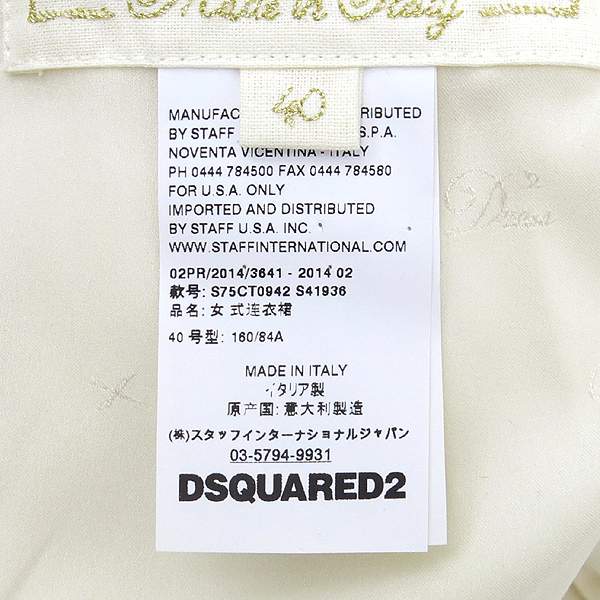 Made in Italy
40
MANUFAC TRIBUTED
BY STAFF S.P.A.
NOVENTA VICENTINA - ITALY
PH 0444 784500 FAX 0444 784580
FOR U.S.A. ONLY
IMPORTED AND DISTRIBUTED
BY STAFF U.S.A. INC.
WWW.STAFFINTERNATIONAL.COM
02PR/2014/3641 - 2014 02
款号: S75CT0942 S41936
品名: 女 式连衣裙
40 号型: 160/84A
MADE IN ITALY
イタリア製
原产国: 意大利製造
(株)スタッフインターナショナルジャパン
03-5794-9931
DSQUARED2